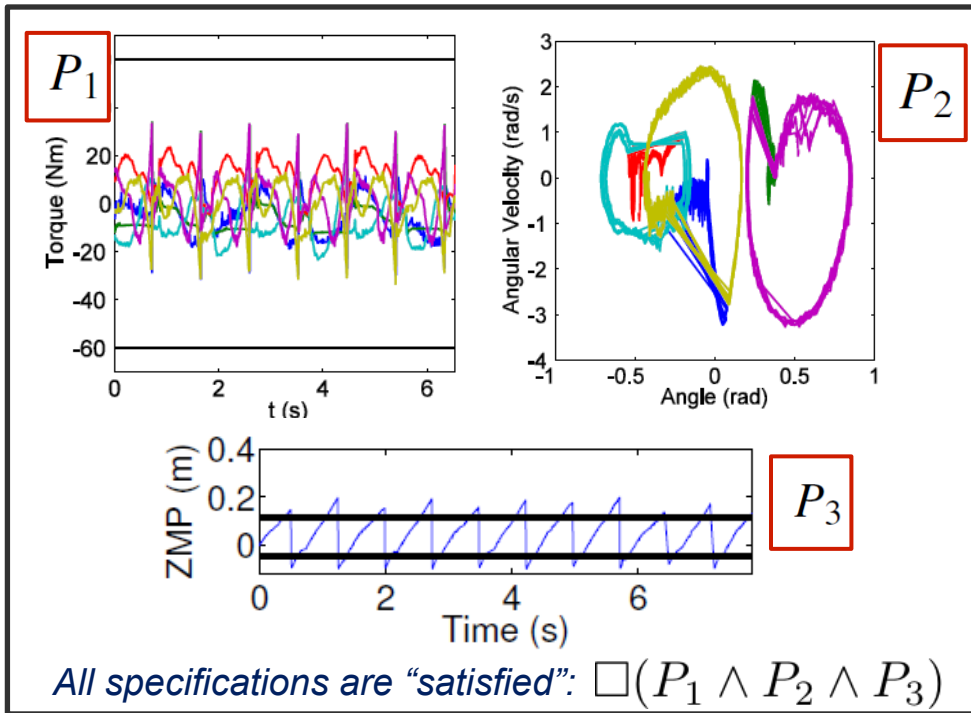 P₁
Torque (Nm)
20
0
-20
-40
-60
0
2
4
6
t (s)
P₂
Angular Velocity (rad/s)
3
2
1
0
-1
-2
-3
-4
-1
-0.5
0
0.5
1
Angle (rad)
P₃
ZMP (m)
0.4
0.2
0
0
2
4
6
Time (s)
All specifications are “satisfied”: □(P₁ ∧ P₂ ∧ P₃)